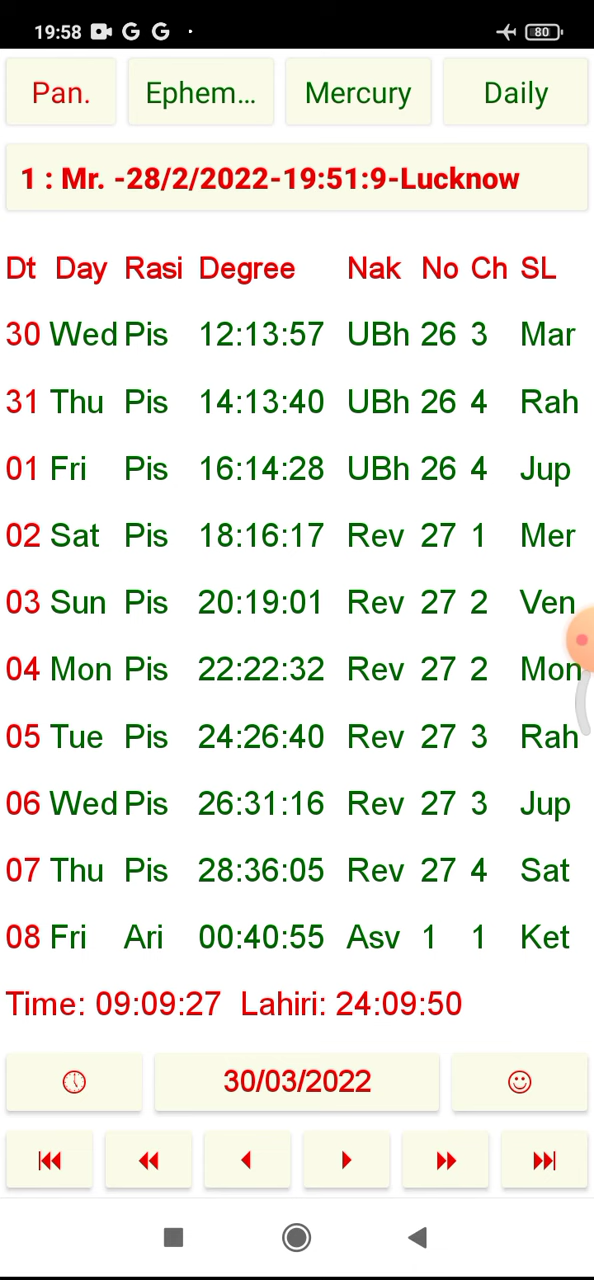 19:58 G G 80
Pan. Ephem... Mercury Daily
1 : Mr. -28/2/2022-19:51:9-Lucknow
Dt Day Rasi Degree Nak No Ch SL
30 Wed Pis 12:13:57 UBh 26 3 Mar
31 Thu Pis 14:13:40 UBh 26 4 Rah
01 Fri Pis 16:14:28 UBh 26 4 Jup
02 Sat Pis 18:16:17 Rev 27 1 Mer
03 Sun Pis 20:19:01 Rev 27 2 Ven
04 Mon Pis 22:22:32 Rev 27 2 Mon
05 Tue Pis 24:26:40 Rev 27 3 Rah
06 Wed Pis 26:31:16 Rev 27 3 Jup
07 Thu Pis 28:36:05 Rev 27 4 Sat
08 Fri Ari 00:40:55 Asv 1 1 Ket
Time: 09:09:27 Lahiri: 24:09:50
30/03/2022